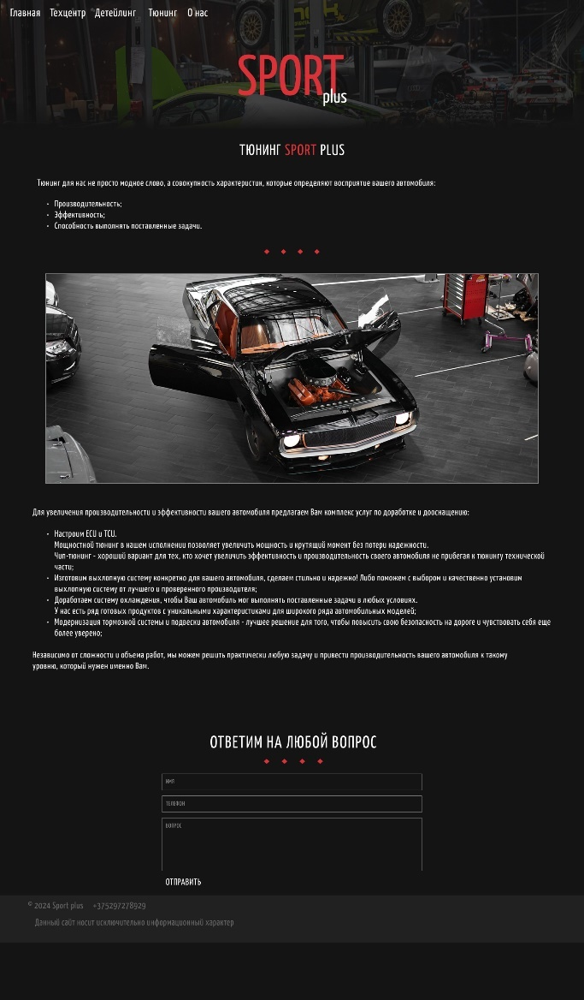 Главная Техцентр Детейлинг Тюнинг О нас
SPORT
plus
ТЮНИНГ SPORT PLUS
Тюнинг для нас не просто модное слово, а совокупность характеристик, которые определяют восприятие вашего автомобиля:
• Производительность;
• Эффективность;
• Способность выполнять поставленные задачи.
Для увеличения производительности и эффективности вашего автомобиля предлагаем Вам комплекс услуг по доработке и дооснащению:
• Настроим ECU и TCU.
Мощностной тюнинг в нашем исполнении позволяет увеличить мощность и крутящий момент без потери надежности.
Чип-тюнинг - хороший вариант для тех, кто хочет увеличить эффективность и производительность своего автомобиля не прибегая к тюнингу технической
части;
• Изготовим выхлопную систему конкретно для вашего автомобиля, сделаем стильно и надежно! Либо поможем с выбором и качественно установим
выхлопную систему от лучшего и проверенного производителя;
• Доработаем систему охлаждения, чтобы Ваш автомобиль мог выполнять поставленные задачи в любых условиях.
У нас есть ряд готовых продуктов с уникальными характеристиками для широкого ряда автомобильных моделей;
• Модернизация тормозной системы и подвески автомобиля - лучшее решение для того, чтобы повысить свою безопасность на дороге и чувствовать себя еще
более уверено;
Независимо от сложности и объема работ, мы можем решить практически любую задачу и привести производительность вашего автомобиля к такому
уровню, который нужен именно Вам.
ОТВЕТИМ НА ЛЮБОЙ ВОПРОС
ИМЯ
ТЕЛЕФОН
ВОПРОС
ОТПРАВИТЬ
© 2024 Sport plus +375297278929
Данный сайт носит исключительно информационный характер